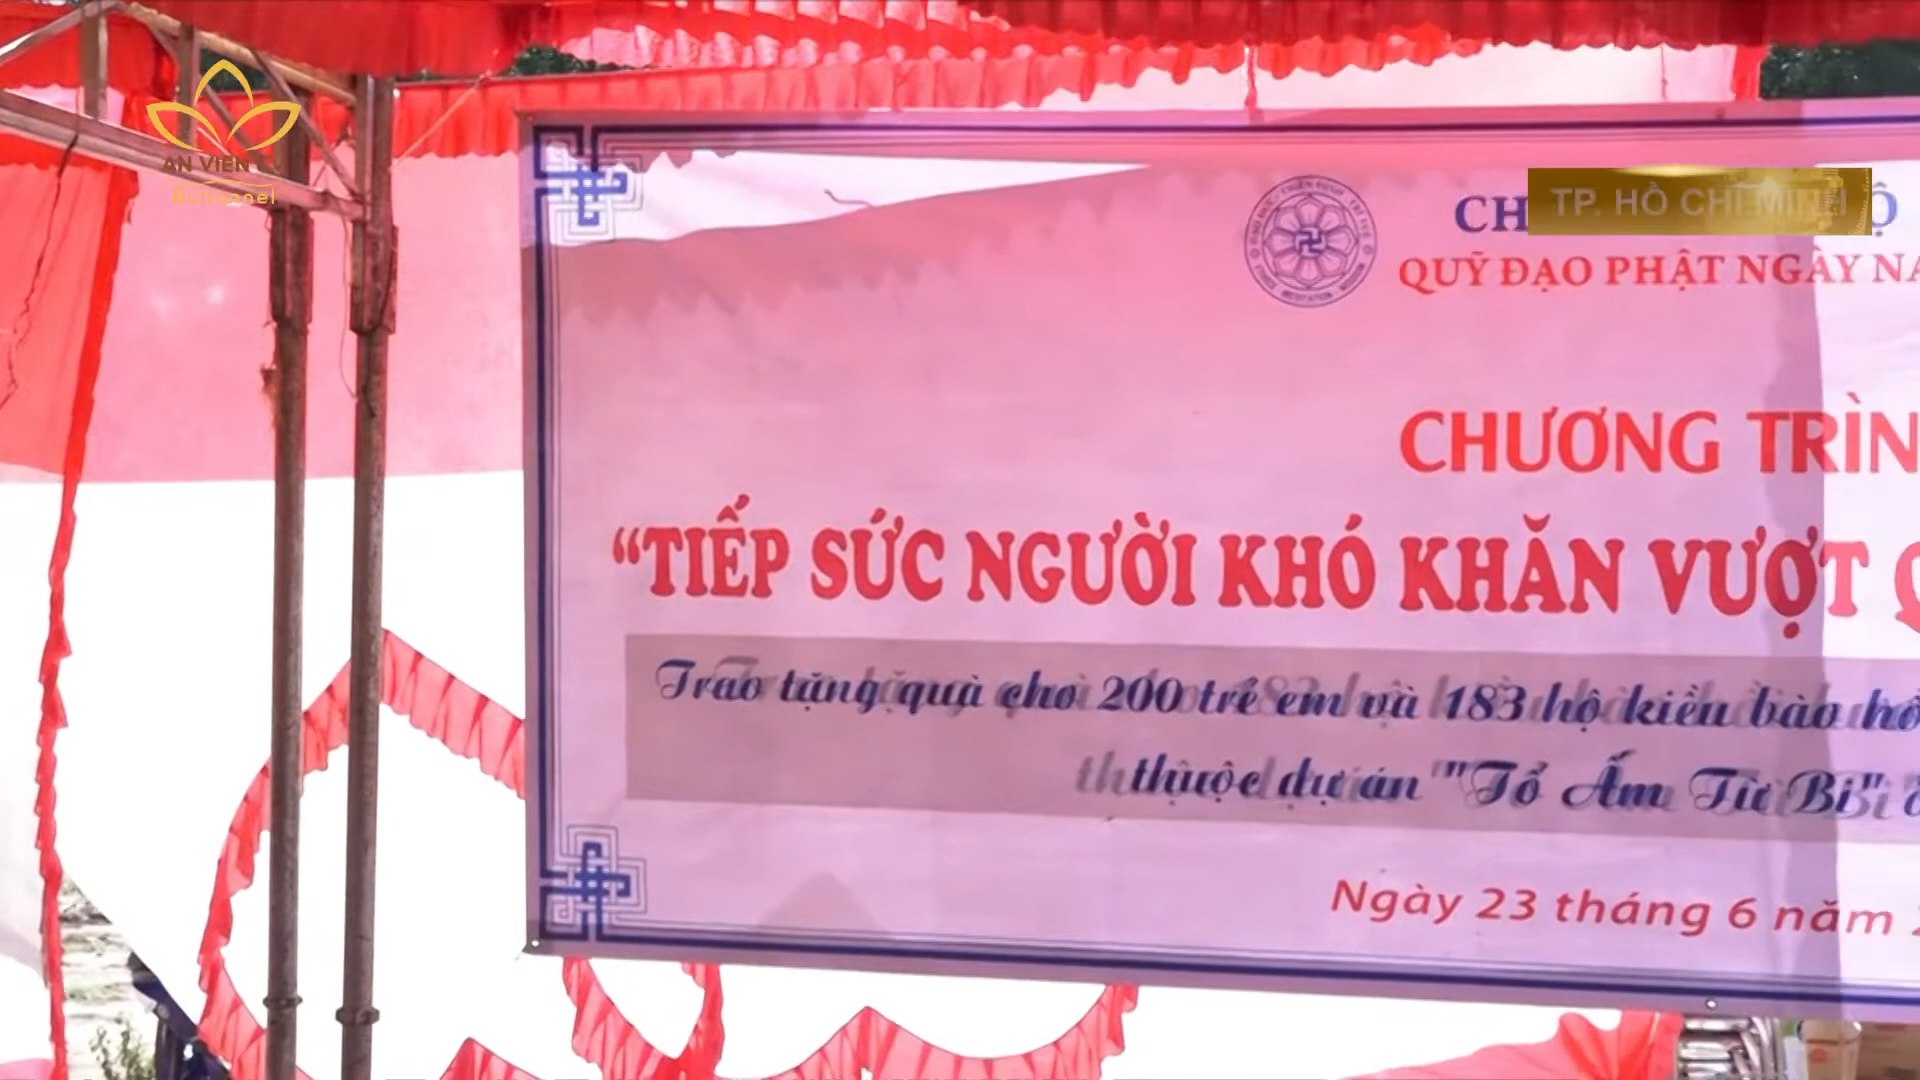 AN VIÊN
TP. HỒ CHÍ MINH
CH
QUỸ ĐẠO PHẬT NGÀY
CHƯƠNG TRÌN
“TIẾP SỨC NGƯỜI KHÓ KHĂN VƯỢT Q
Trao tặng quà cho 200 trẻ em và 183 hộ kiều bào hồ
thuộc dự án "Tổ Ấm Từ Bi"
Ngày 23 tháng 6 năm